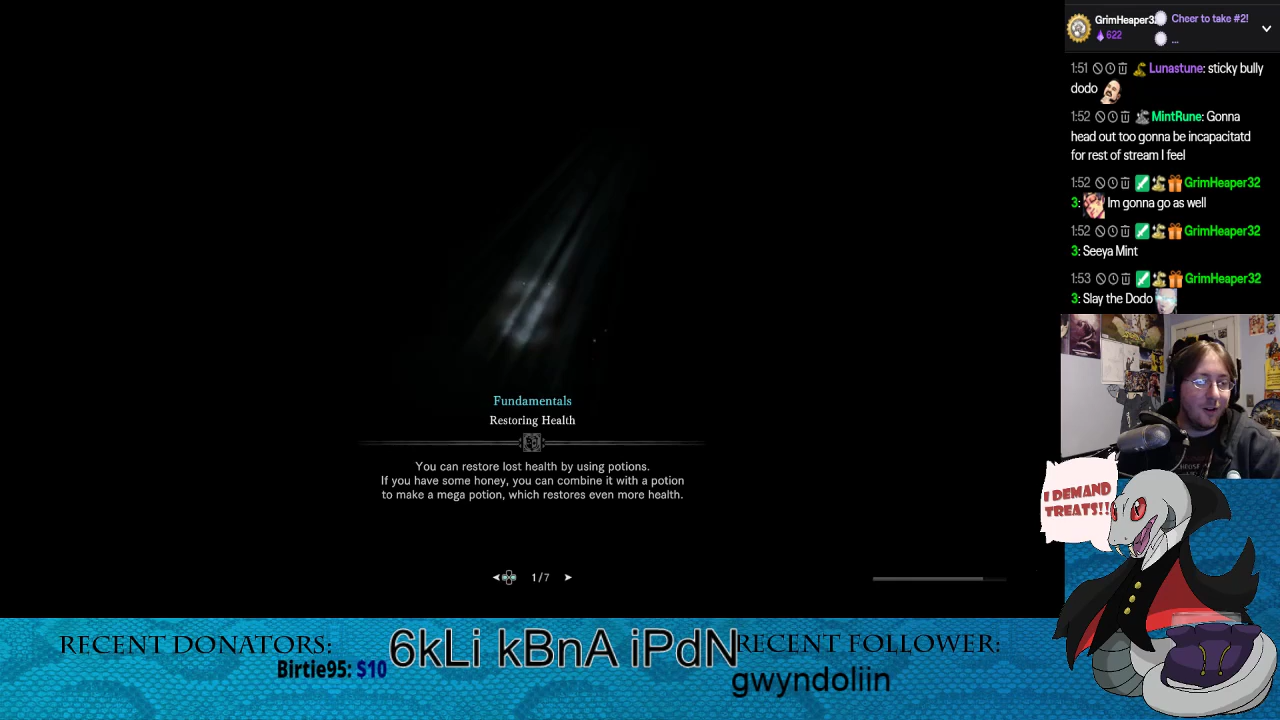 GrimHeaper3
622
Cheer to take #2!
...
1:51 Lunastune: sticky bully
dodo
1:52 MintRune: Gonna
head out too gonna be incapacitatd
for rest of stream I feel
1:52 GrimHeaper32
3: Im gonna go as well
1:52 GrimHeaper32
3: Seeya Mint
1:53 GrimHeaper32
3: Slay the Dodo
Fundamentals
Restoring Health
You can restore lost health by using potions.
If you have some honey, you can combine it with a potion
to make a mega potion, which restores even more health.
1/7
I DEMAND
TREATS!!
RECENT DONATORS:
Birtie95: $10
6kLi kBnA iPdN
RECENT FOLLOWER:
gwyndoliin